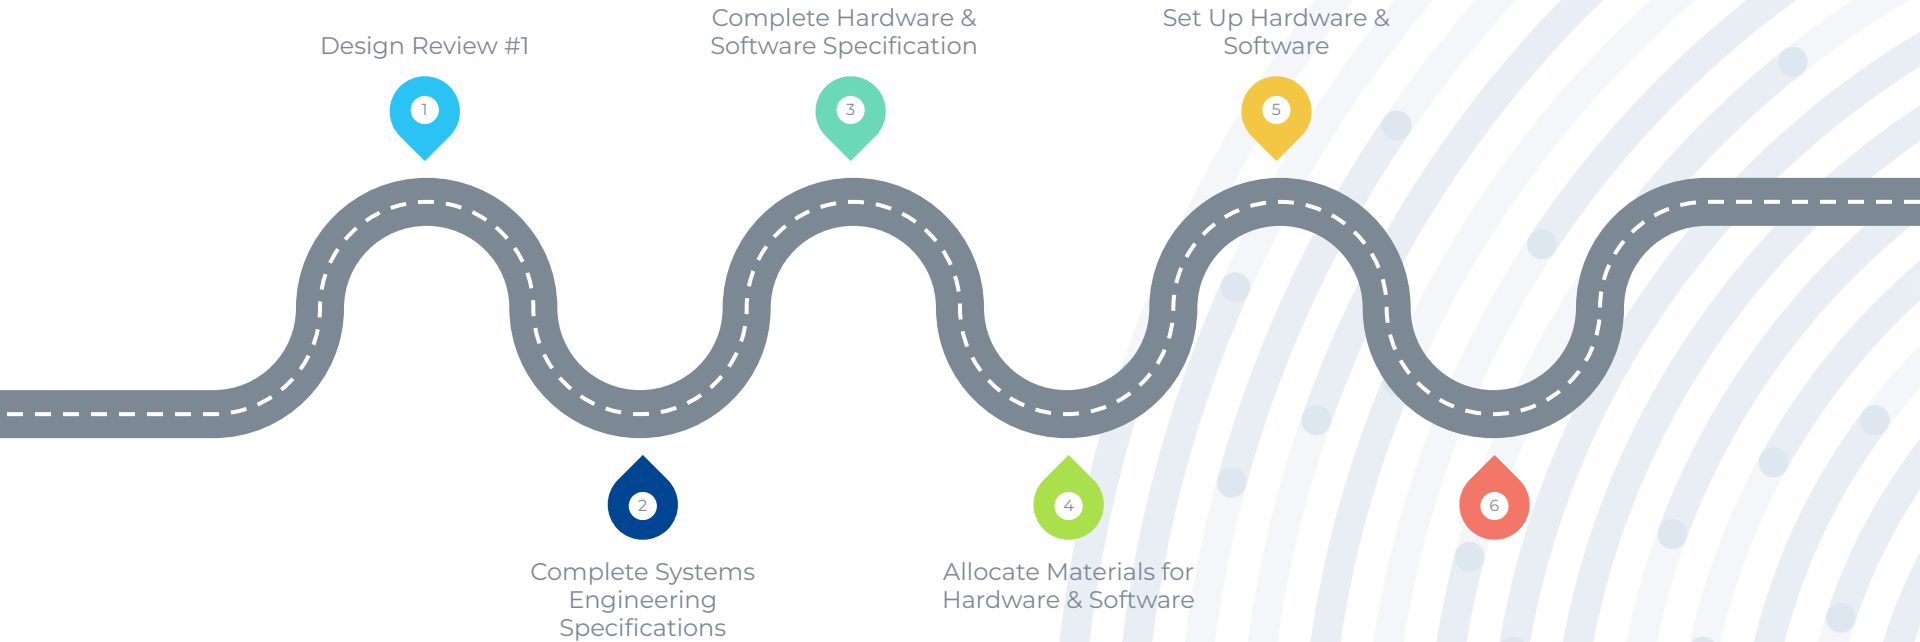 Design Review #1
1
2
Complete Systems
Engineering
Specifications
Complete Hardware &
Software Specification
3
4
Allocate Materials for
Hardware & Software
Set Up Hardware &
Software
5
6